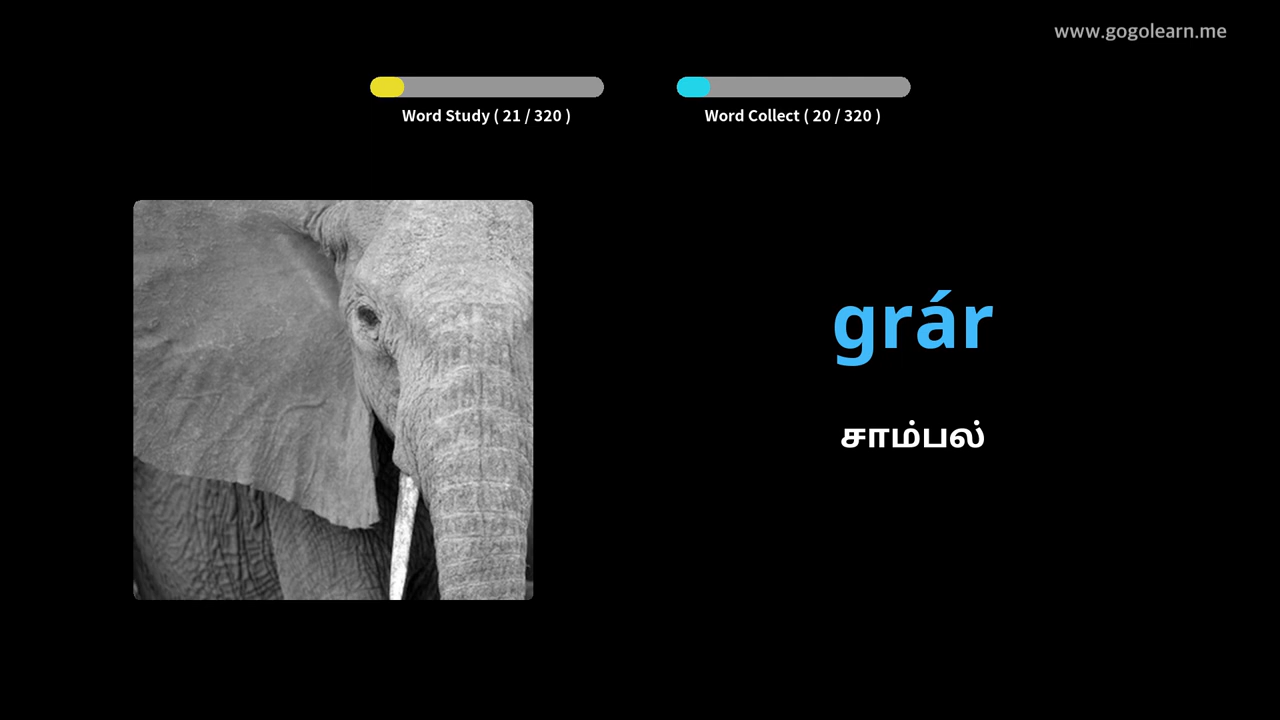 www.gogolearn.me
Word Study ( 21 / 320 )
Word Collect ( 20 / 320 )
grár
சாம்பல்